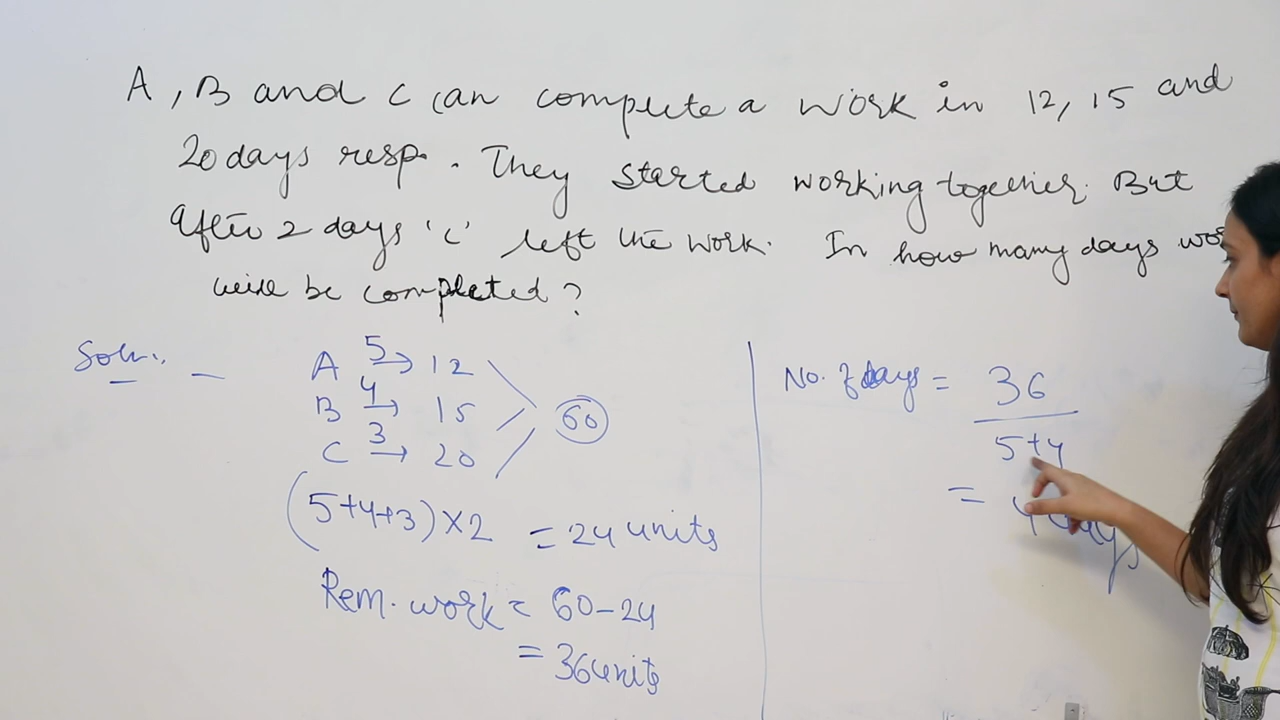 A, B and C can complete a work in 12, 15 and
20 days resp. They started working together. But
After 2 days 'C' left the work. In how many days wor
will be completed?
Soln. –
A 5→ 12
B 4→ 15
C 3→ 20
60
(5+4+3)×2 = 24 units
Rem. work = 60-24
= 36 units
No. of days = 36
5+4
= 4 days